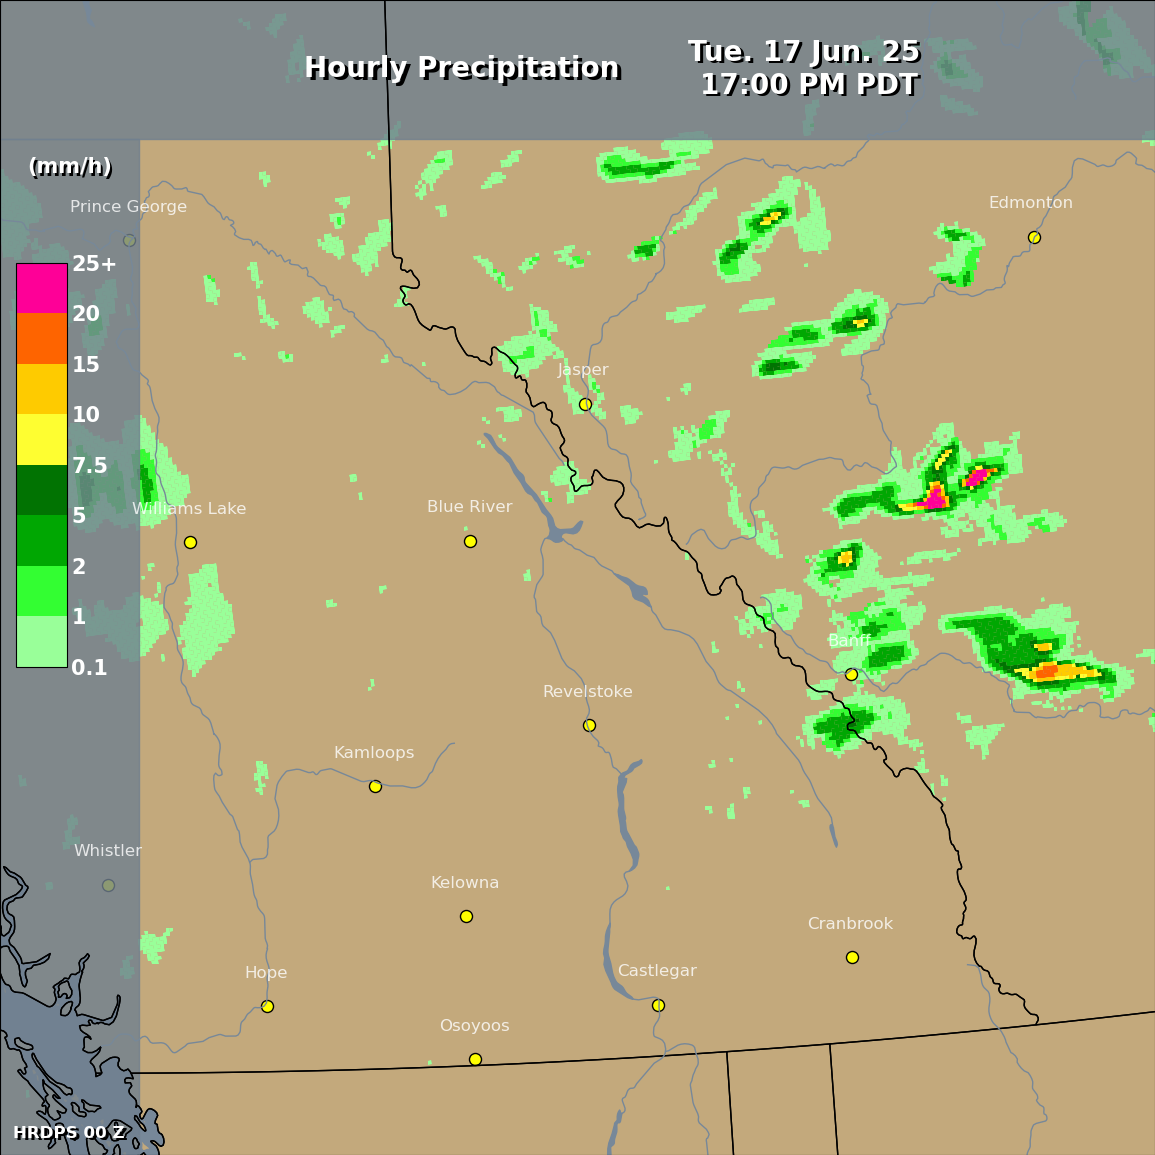 Hourly Precipitation
Tue. 17 Jun. 25
17:00 PM PDT
(mm/h)
Prince George
Edmonton
25+
20
15
10
7.5
5
2
1
0.1
Jasper
Williams Lake
Blue River
Banff
Revelstoke
Kamloops
Whistler
Kelowna
Cranbrook
Hope
Castlegar
Osoyoos
HRDPS 00 Z